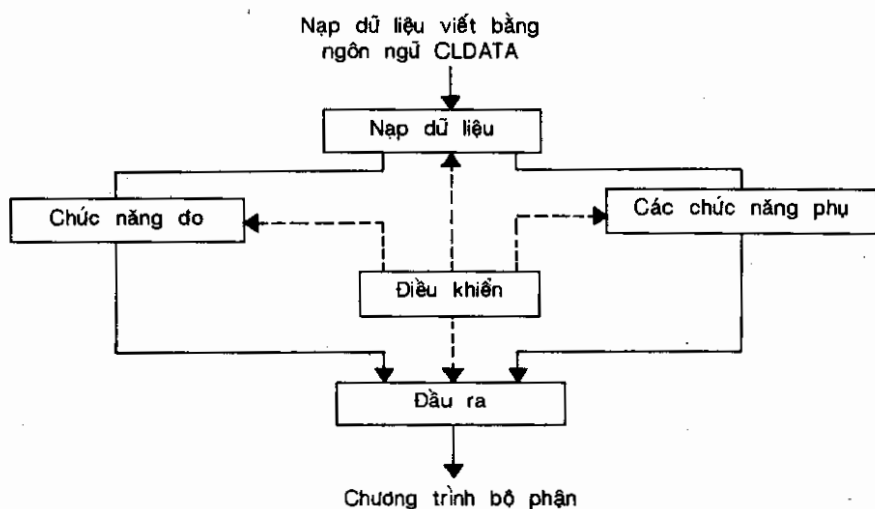 Nạp dữ liệu viết bằng
ngôn ngữ CLDATA
Nạp dữ liệu
Chức năng đo
Các chức năng phụ
Điều khiển
Đầu ra
Chương trình bộ phận